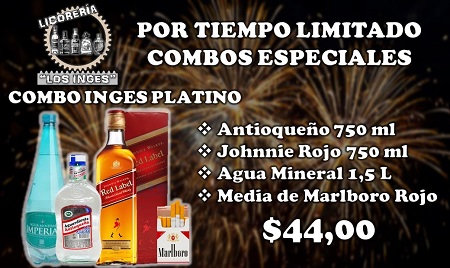 LICORERÍA
LOS INGES
POR TIEMPO LIMITADO
COMBOS ESPECIALES
COMBO INGES PLATINO
Antioqueño 750 ml
Johnnie Rojo 750 ml
Agua Mineral 1,5 L
Media de Marlboro Rojo
$44,00
IMPERIA
Red Label
Marlboro